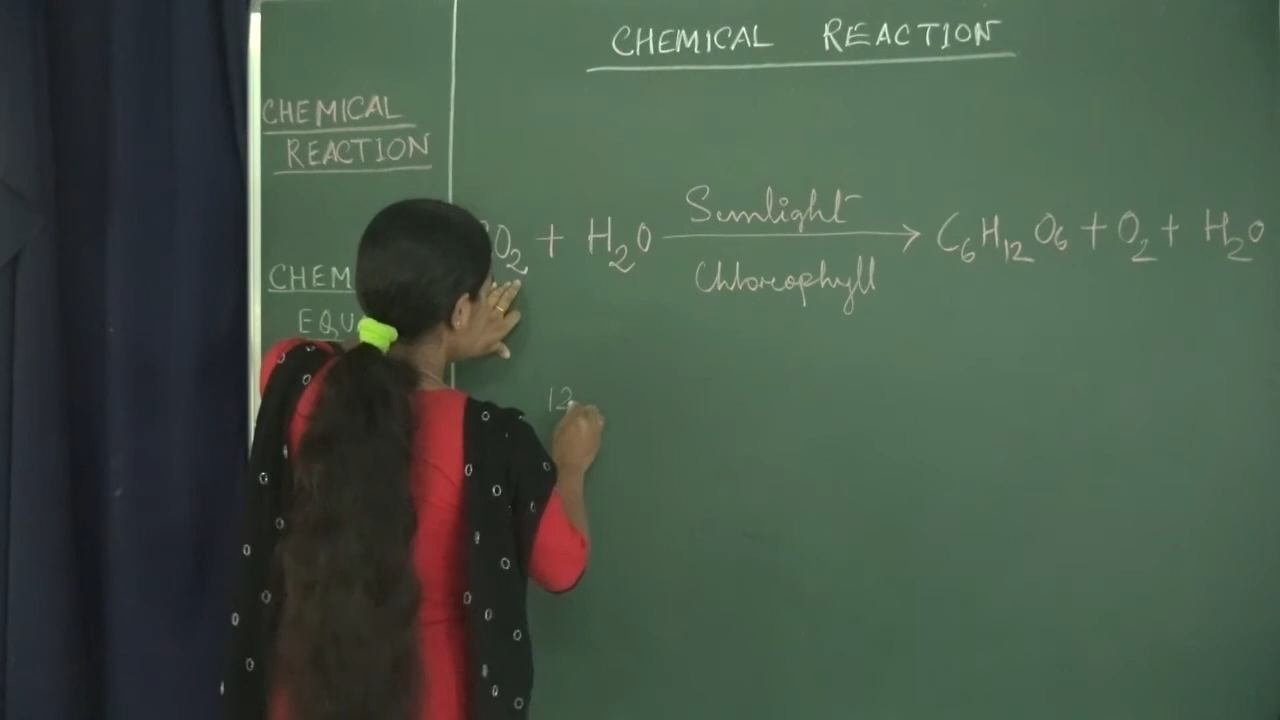 CHEMICAL REACTION
CHEMICAL
REACTION
Sunlight
O₂ + H₂O → C₆H₁₂O₆ + O₂ + H₂O
Chlorophyll
CHEM
EQU
12